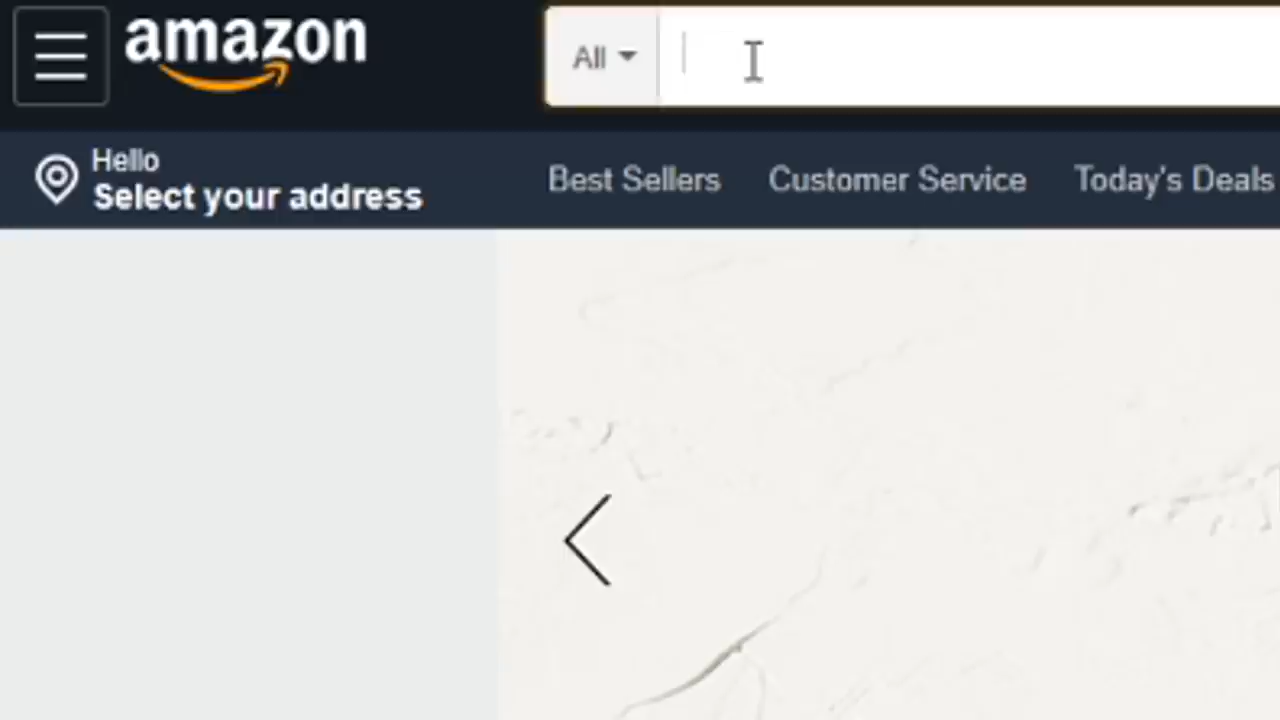 amazon
All
Hello
Select your address
Best Sellers Customer Service Today's Deals